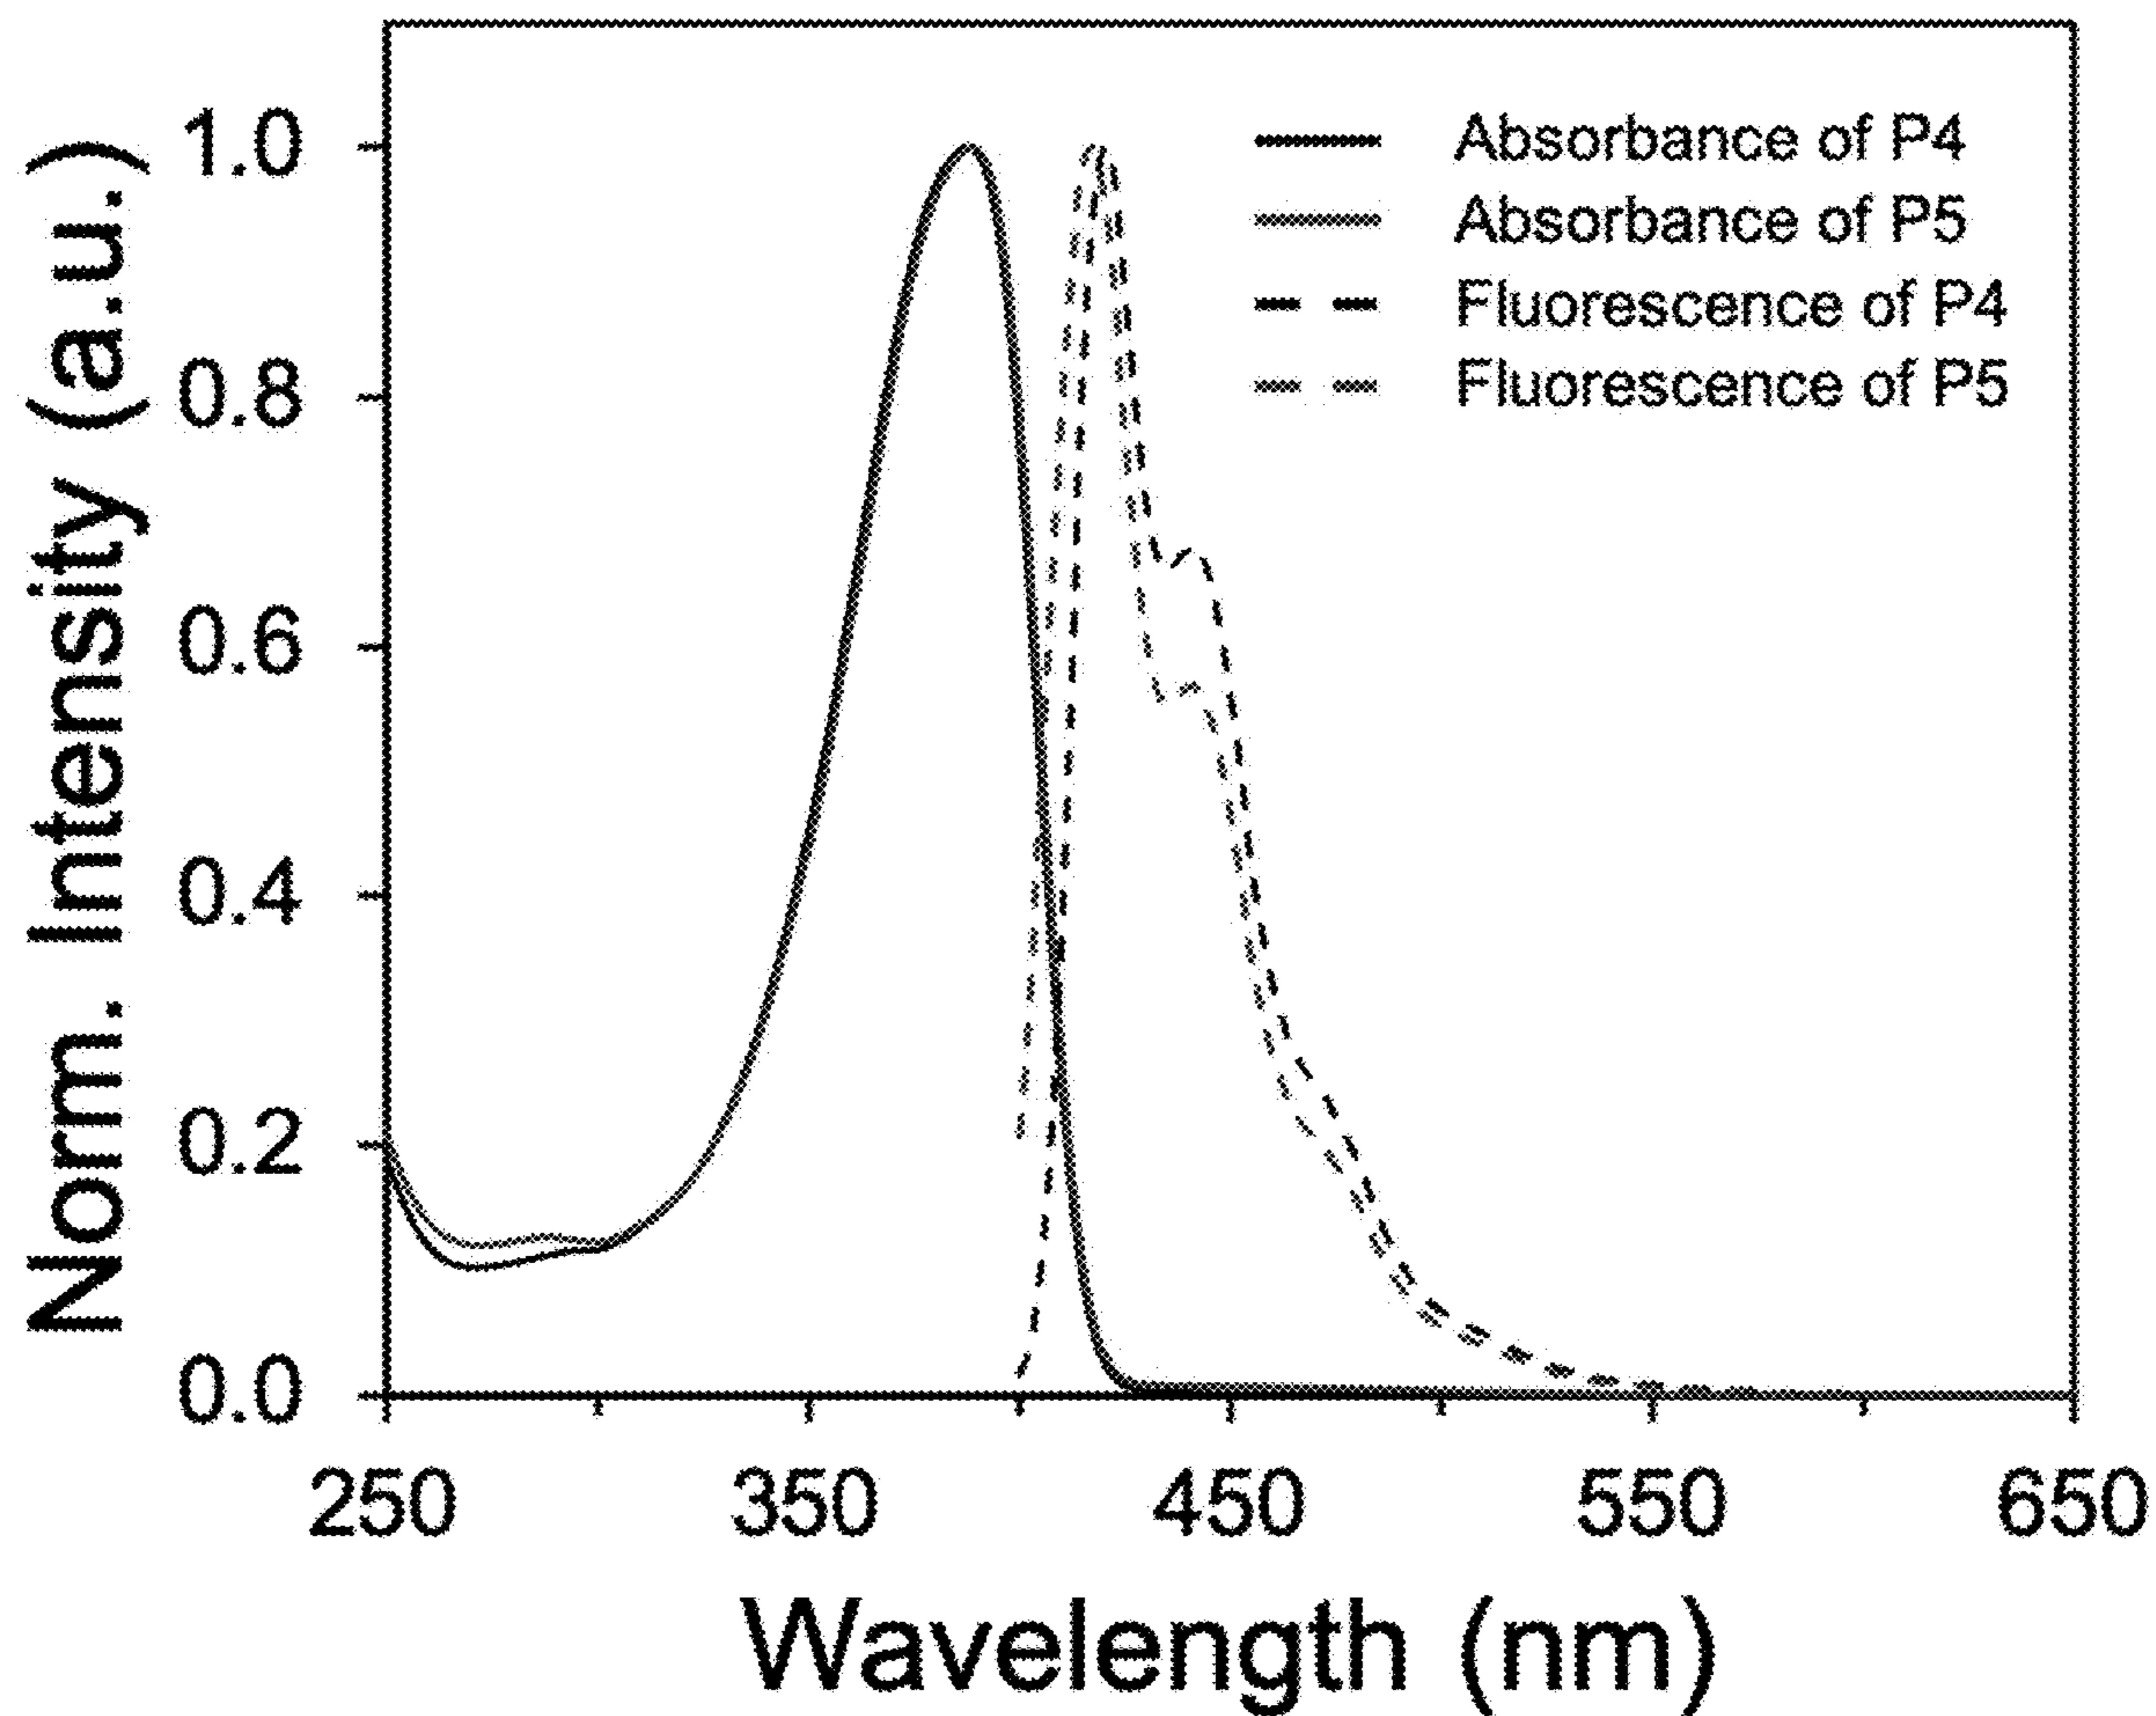 Norm. Intensity (a.u.)
1.0
0.8
0.6
0.4
0.2
0.0
Absorbance of P4
Absorbance of P5
Fluorescence of P4
Fluorescence of P5
250 350 450 550 650
Wavelength (nm)